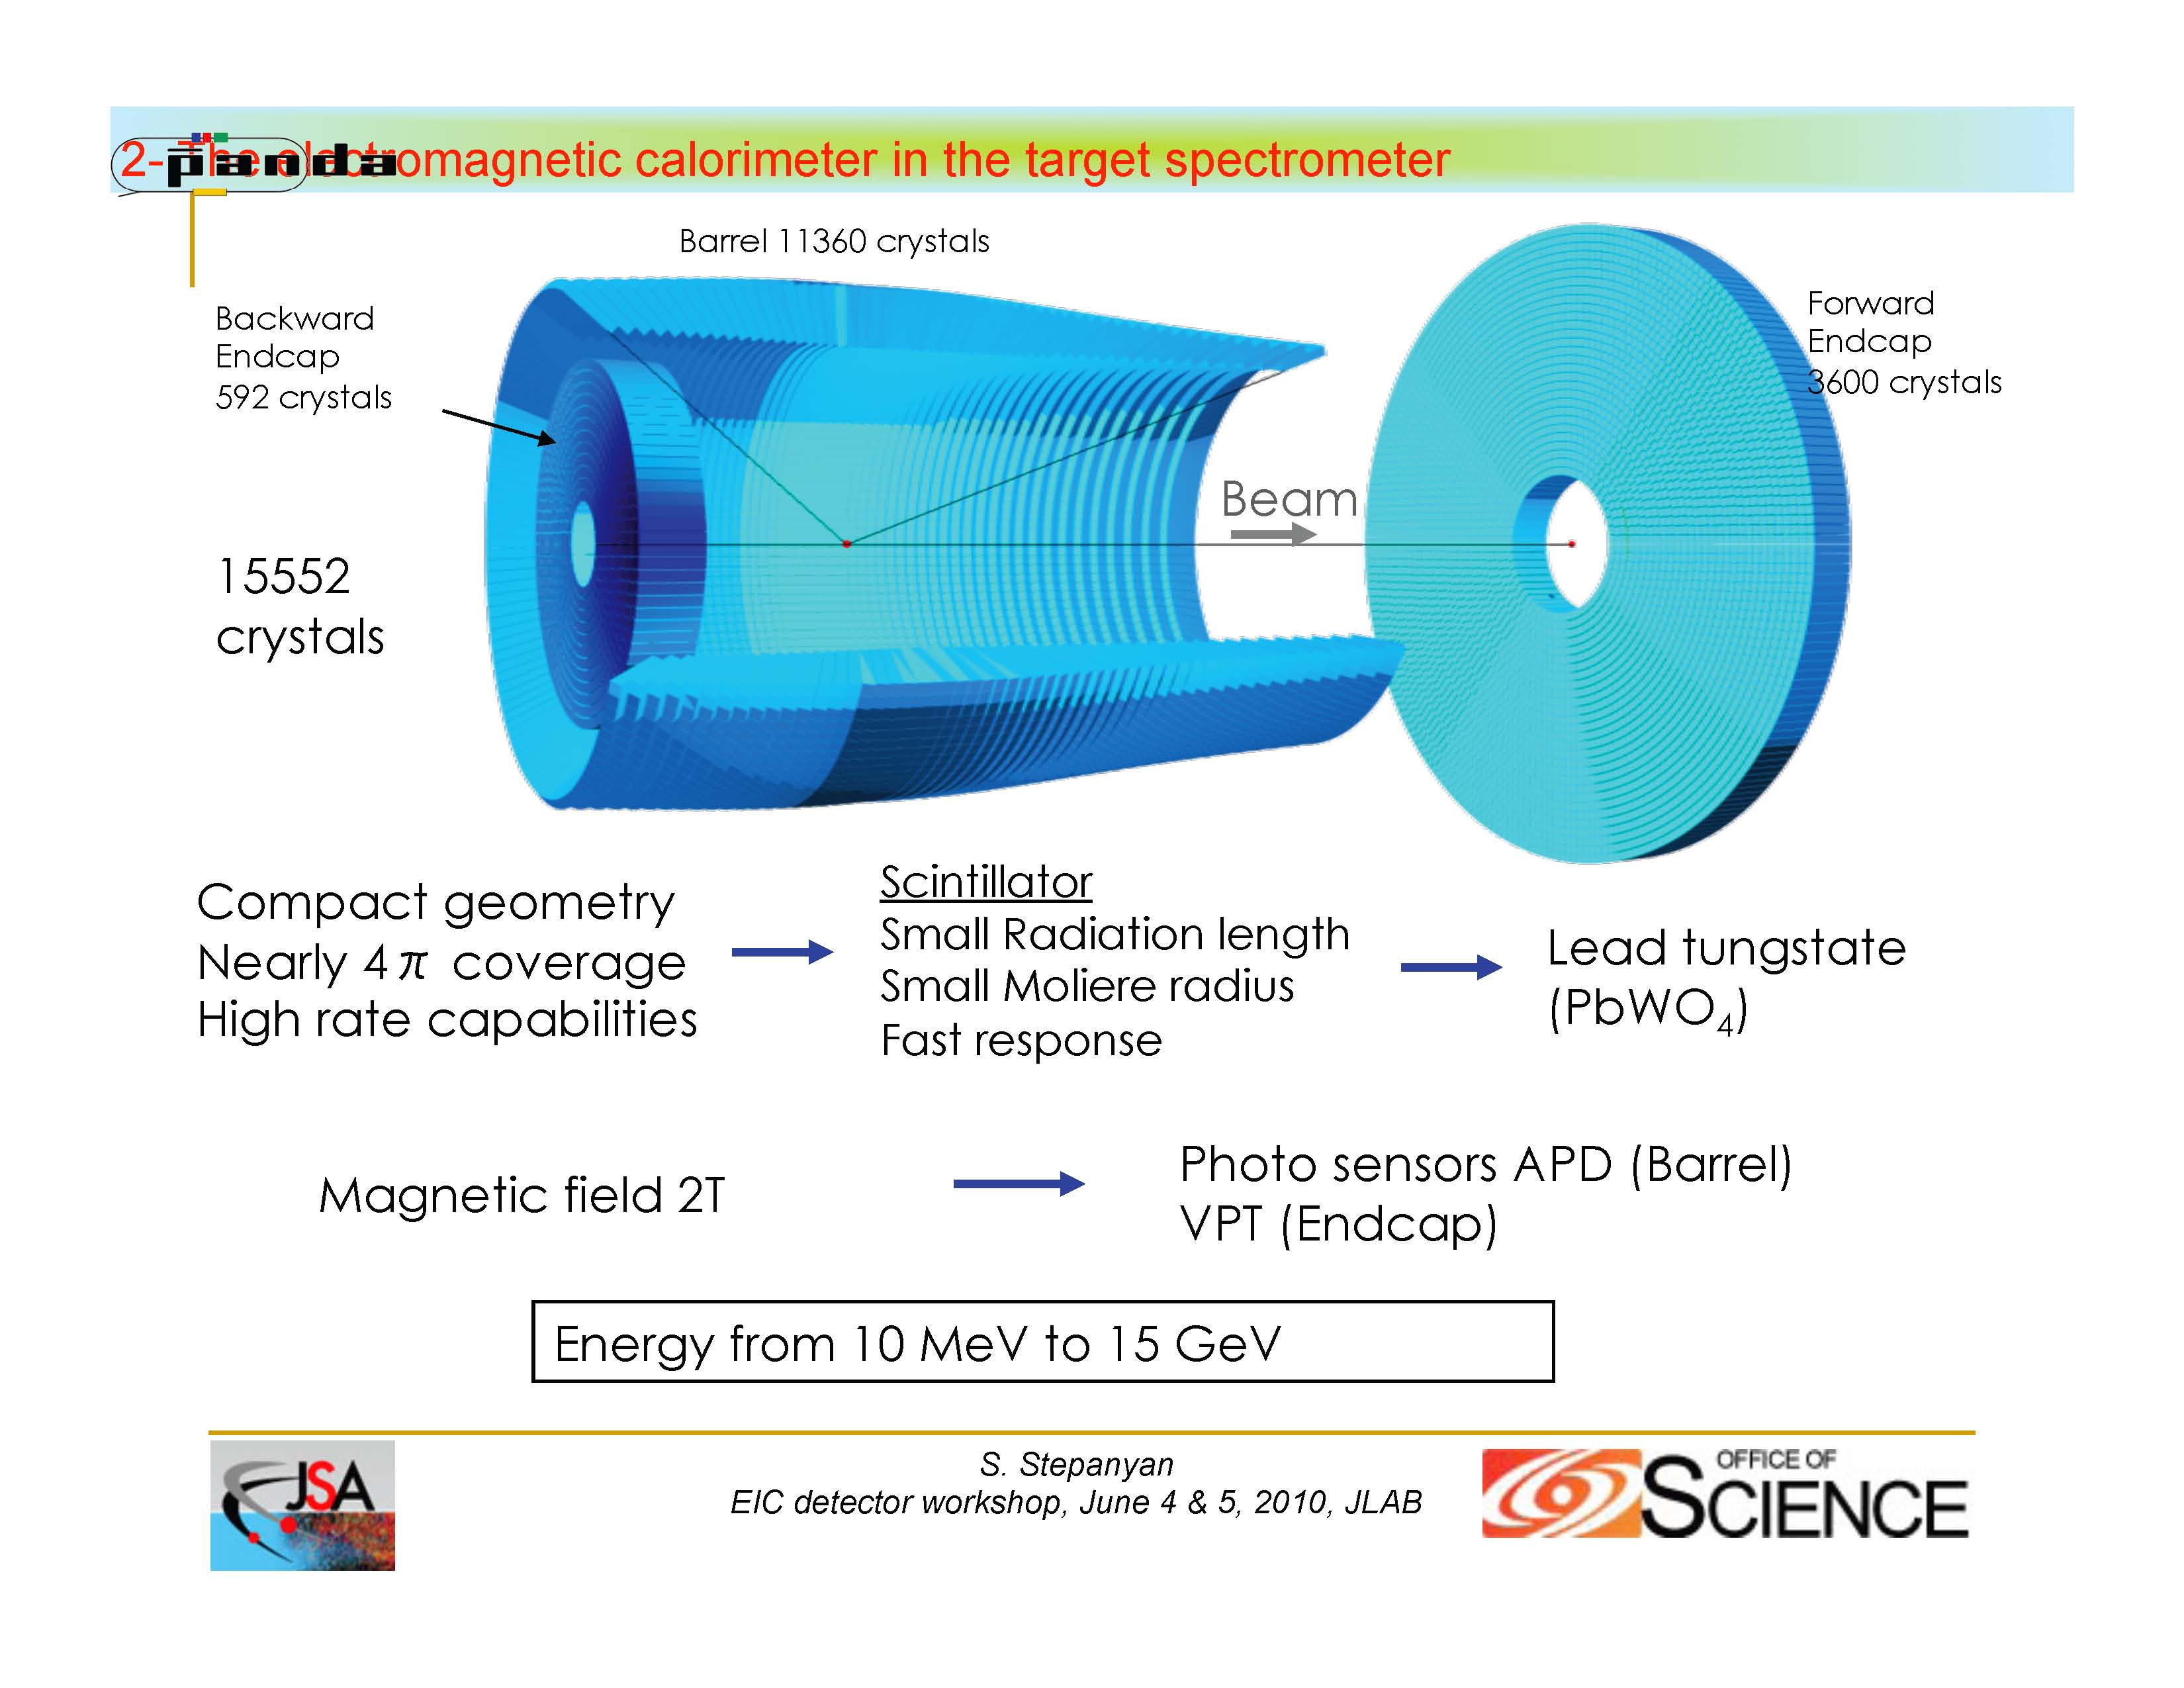 2- The electromagnetic calorimeter in the target spectrometer
panda
Barrel 11360 crystals
Backward
Endcap
592 crystals
Forward
Endcap
3600 crystals
Beam
15552
crystals
Compact geometry
Nearly 4π coverage
High rate capabilities
Scintillator
Small Radiation length
Small Moliere radius
Fast response
Lead tungstate
(PbWO₄)
Magnetic field 2T
Photo sensors APD (Barrel)
VPT (Endcap)
Energy from 10 MeV to 15 GeV
JSA
S. Stepanyan
EIC detector workshop, June 4 & 5, 2010, JLAB
OFFICE OF
SCIENCE